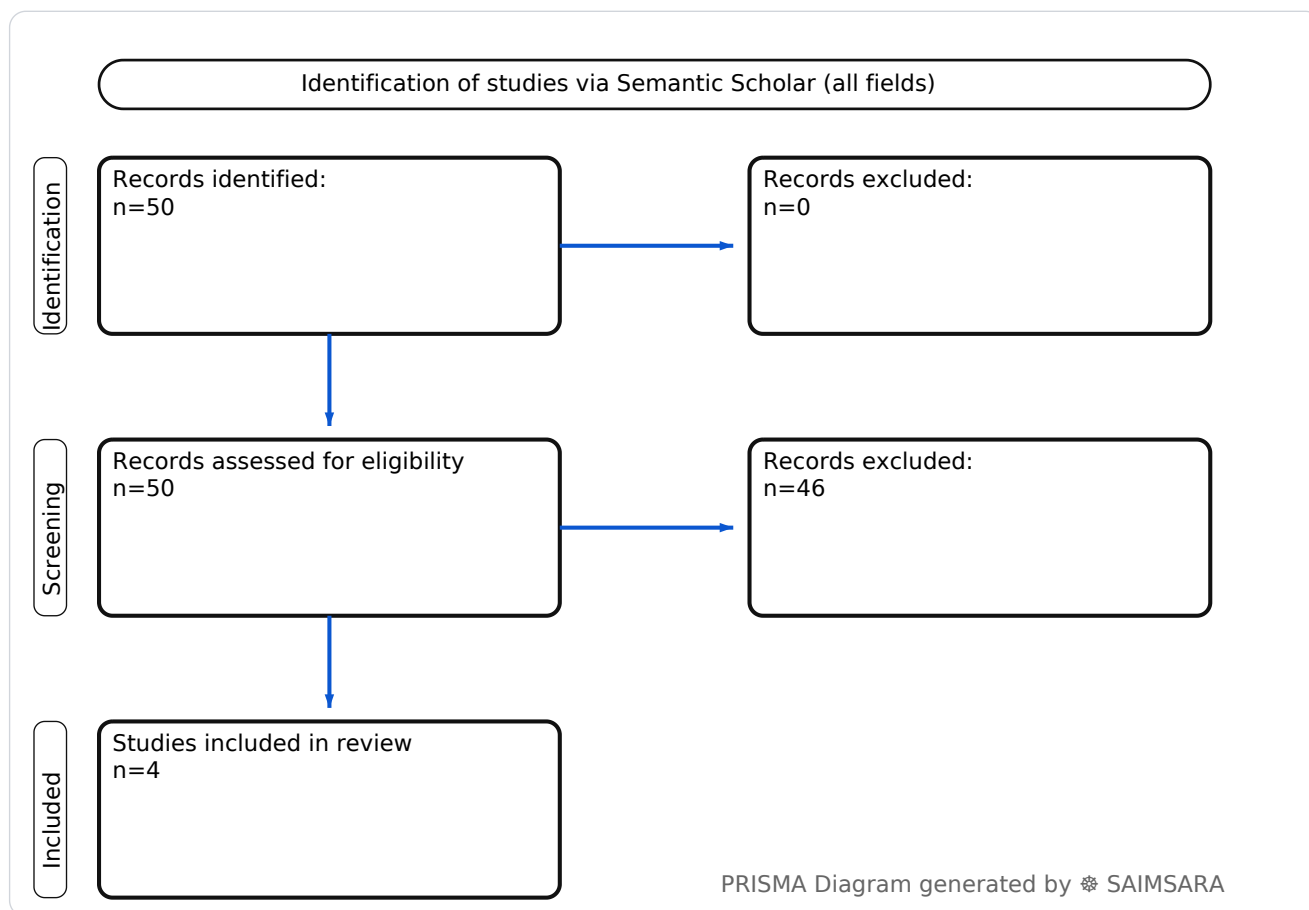 Identification of studies via Semantic Scholar (all fields)
Identification
Records identified:
n=50
Records excluded:
n=0
Screening
Records assessed for eligibility
n=50
Records excluded:
n=46
Included
Studies included in review
n=4
PRISMA Diagram generated by ☸ SAIMSARA